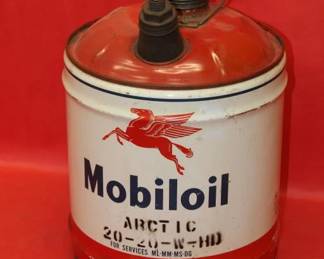 Mobiloil
ARCTIC
20-20-W-HD
FOR SERVICES ML-MM-MS-DG